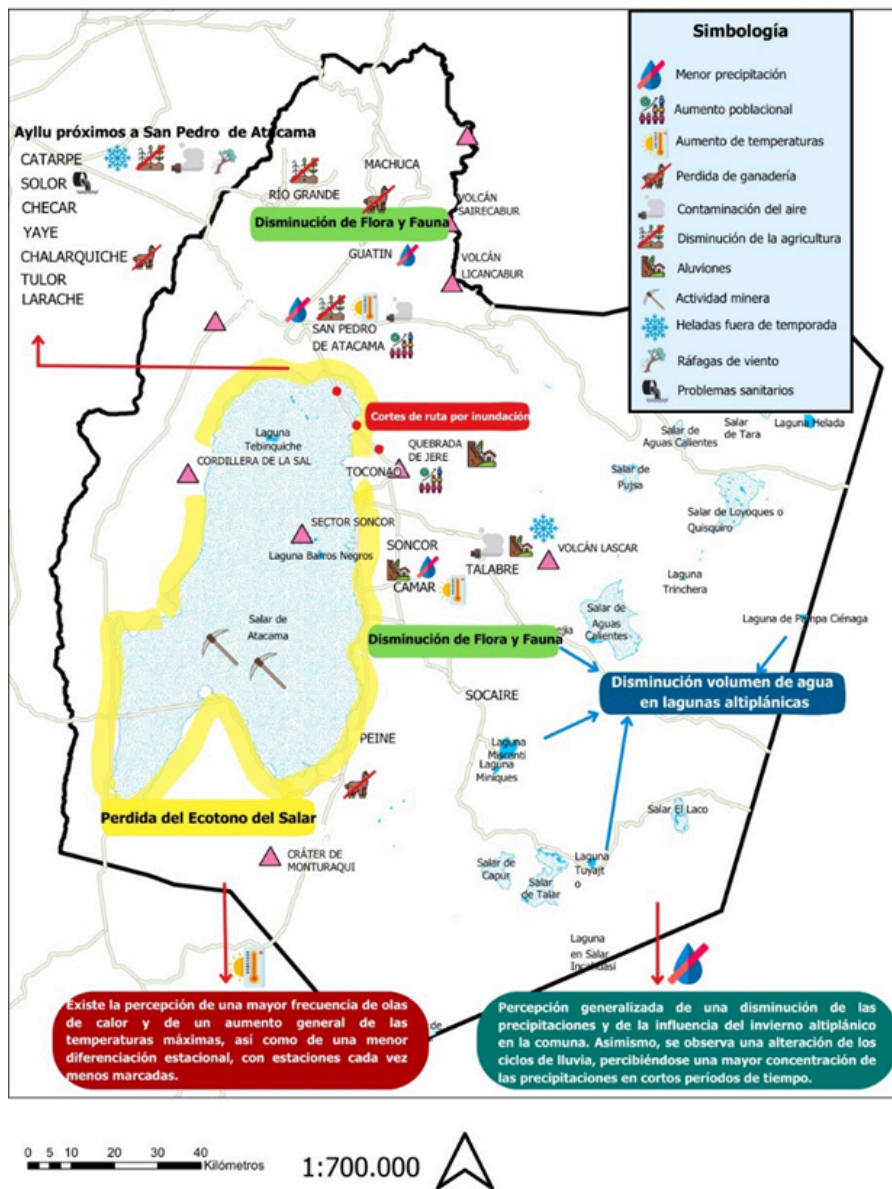 Simbología
Menor precipitación
Aumento poblacional
Aumento de temperaturas
Perdida de ganadería
Contaminación del aire
Disminución de la agricultura
Aluviones
Actividad minera
Heladas fuera de temporada
Ráfagas de viento
Problemas sanitarios
Ayllu próximos a San Pedro de Atacama
CATARPE
SOLOR
CHECAR
YAYE
CHALARQUICHE
TULOR
LARACHE
MACHUCA
RÍO GRANDE
VOLCÁN
SAIRECABUR
Disminución de Flora y Fauna
GUATIN
VOLCÁN
LICANCABUR
SAN PEDRO
DE ATACAMA
Cortes de ruta por inundación
Laguna
Tebinquiche
CORDILLERA DE LA SAL
QUEBRADA
DE JERE
TOCONAO
Salar de
Aguas Calientes
Salar
de Tara
Laguna Helada
Salar de
Pujsa
Salar de Loyoques o
Quisquiro
SECTOR SONCOR
Laguna Barros Negros
SONCOR
CAMAR
TALABRE
VOLCÁN LASCAR
Laguna
Trinchera
Salar de
Atacama
Salar de
Aguas
Calientes
Laguna de Pampa Ciénaga
Disminución de Flora y Fauna
ejia
Disminución volumen de agua
en lagunas altiplánicas
SOCAIRE
PEINE
Laguna
Miscanti
Laguna
Miniques
Perdida del Ecotono del Salar
Salar El Laco
CRÁTER DE
MONTURAQUI
Salar de
Capur
Salar
de Talar
Laguna
Tuyajt
o
Laguna
en Salar
Incahuasi
de
Existe la percepción de una mayor frecuencia de olas
de calor y de un aumento general de las
temperaturas máximas, así como de una menor
diferenciación estacional, con estaciones cada vez
menos marcadas.
Percepción generalizada de una disminución de las
precipitaciones y de la influencia del invierno altiplánico
en la comuna. Asimismo, se observa una alteración de los
ciclos de lluvia, percibiéndose una mayor concentración de
las precipitaciones en cortos períodos de tiempo.
0 5 10 20 30 40
Kilómetros
1:700.000